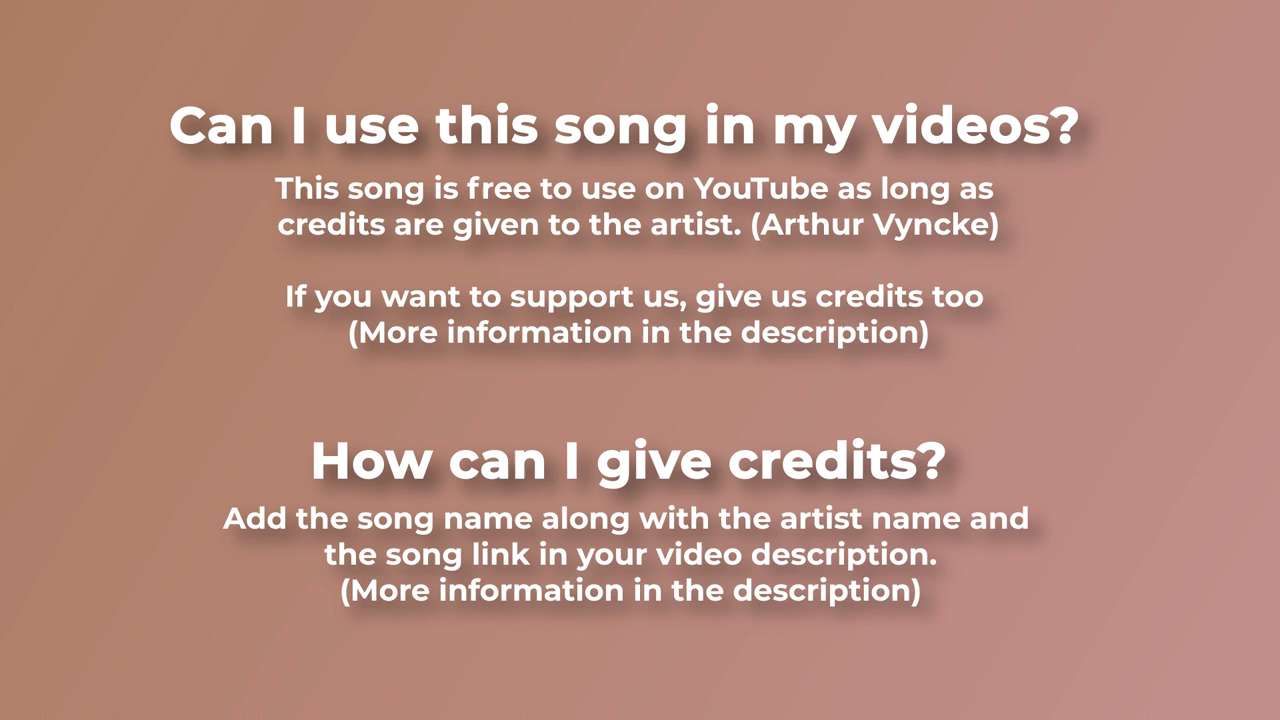 Can I use this song in my videos?
This song is free to use on YouTube as long as
credits are given to the artist. (Arthur Vyncke)
If you want to support us, give us credits too
(More information in the description)
How can I give credits?
Add the song name along with the artist name and
the song link in your video description.
(More information in the description)